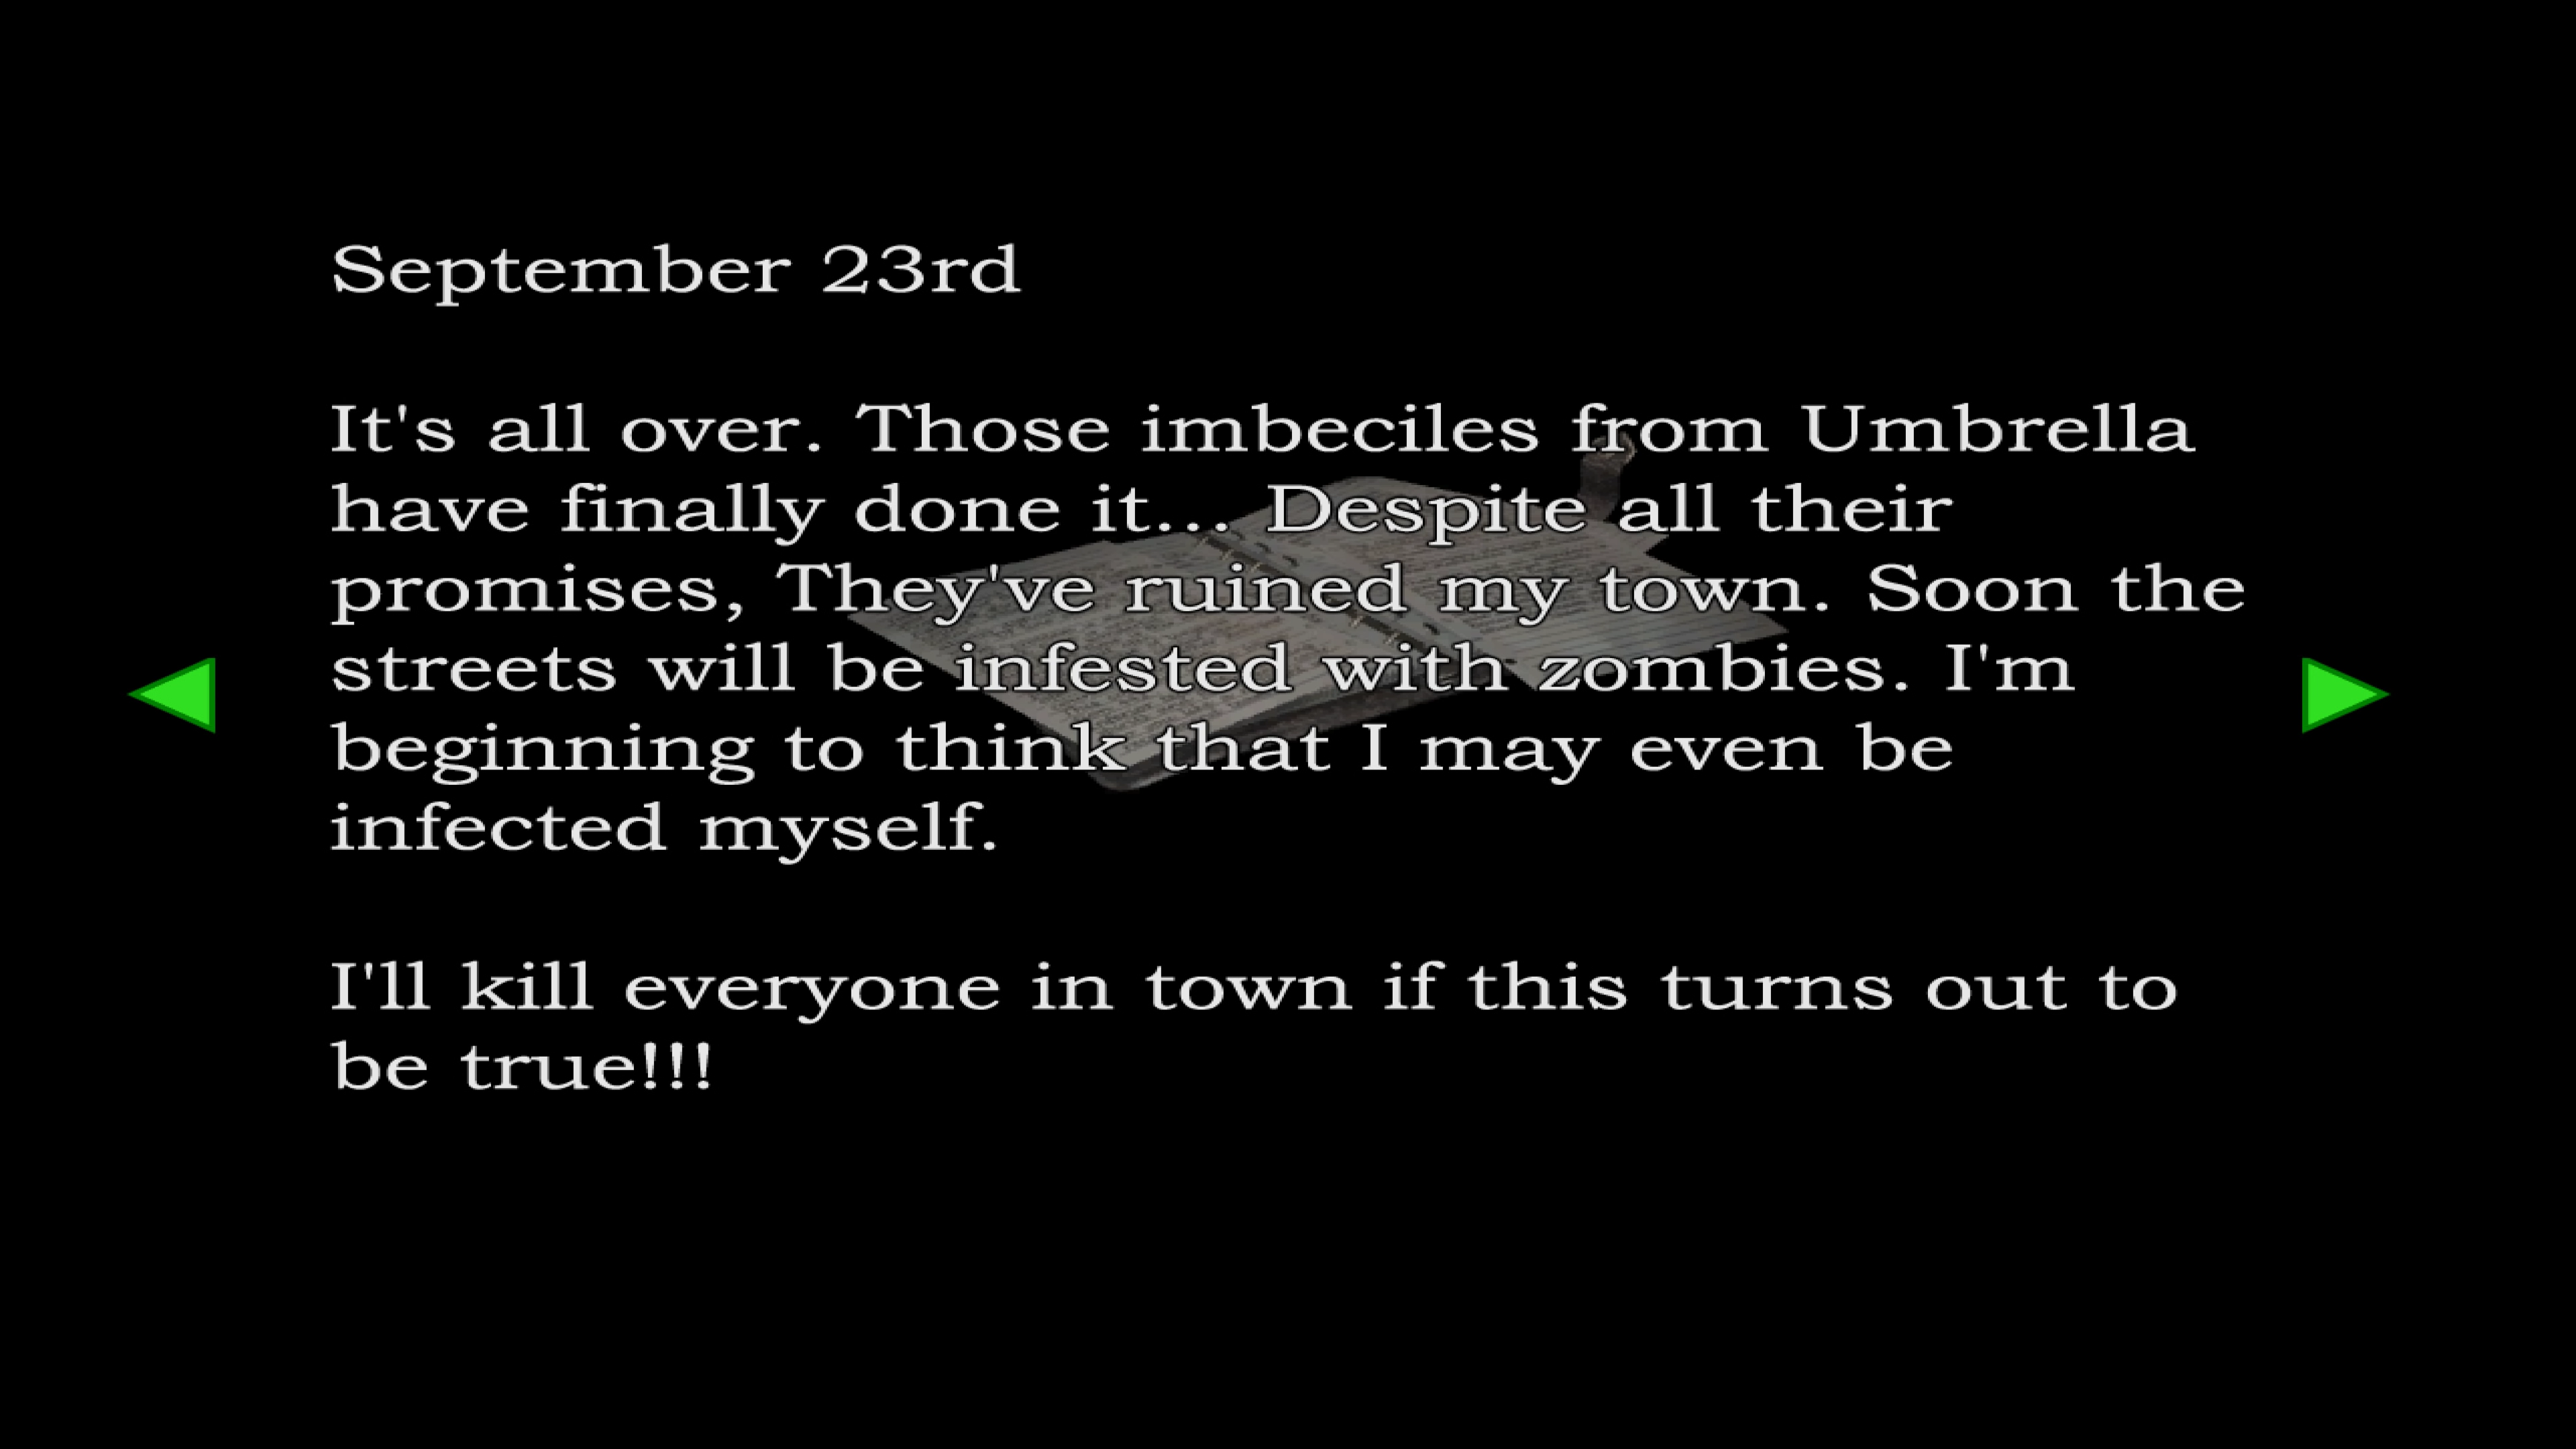 September 23rd
It's all over. Those imbeciles from Umbrella
have finally done it... Despite all their
promises, They've ruined my town. Soon the
streets will be infested with zombies. I'm
beginning to think that I may even be
infected myself.
I'll kill everyone in town if this turns out to
be true!!!